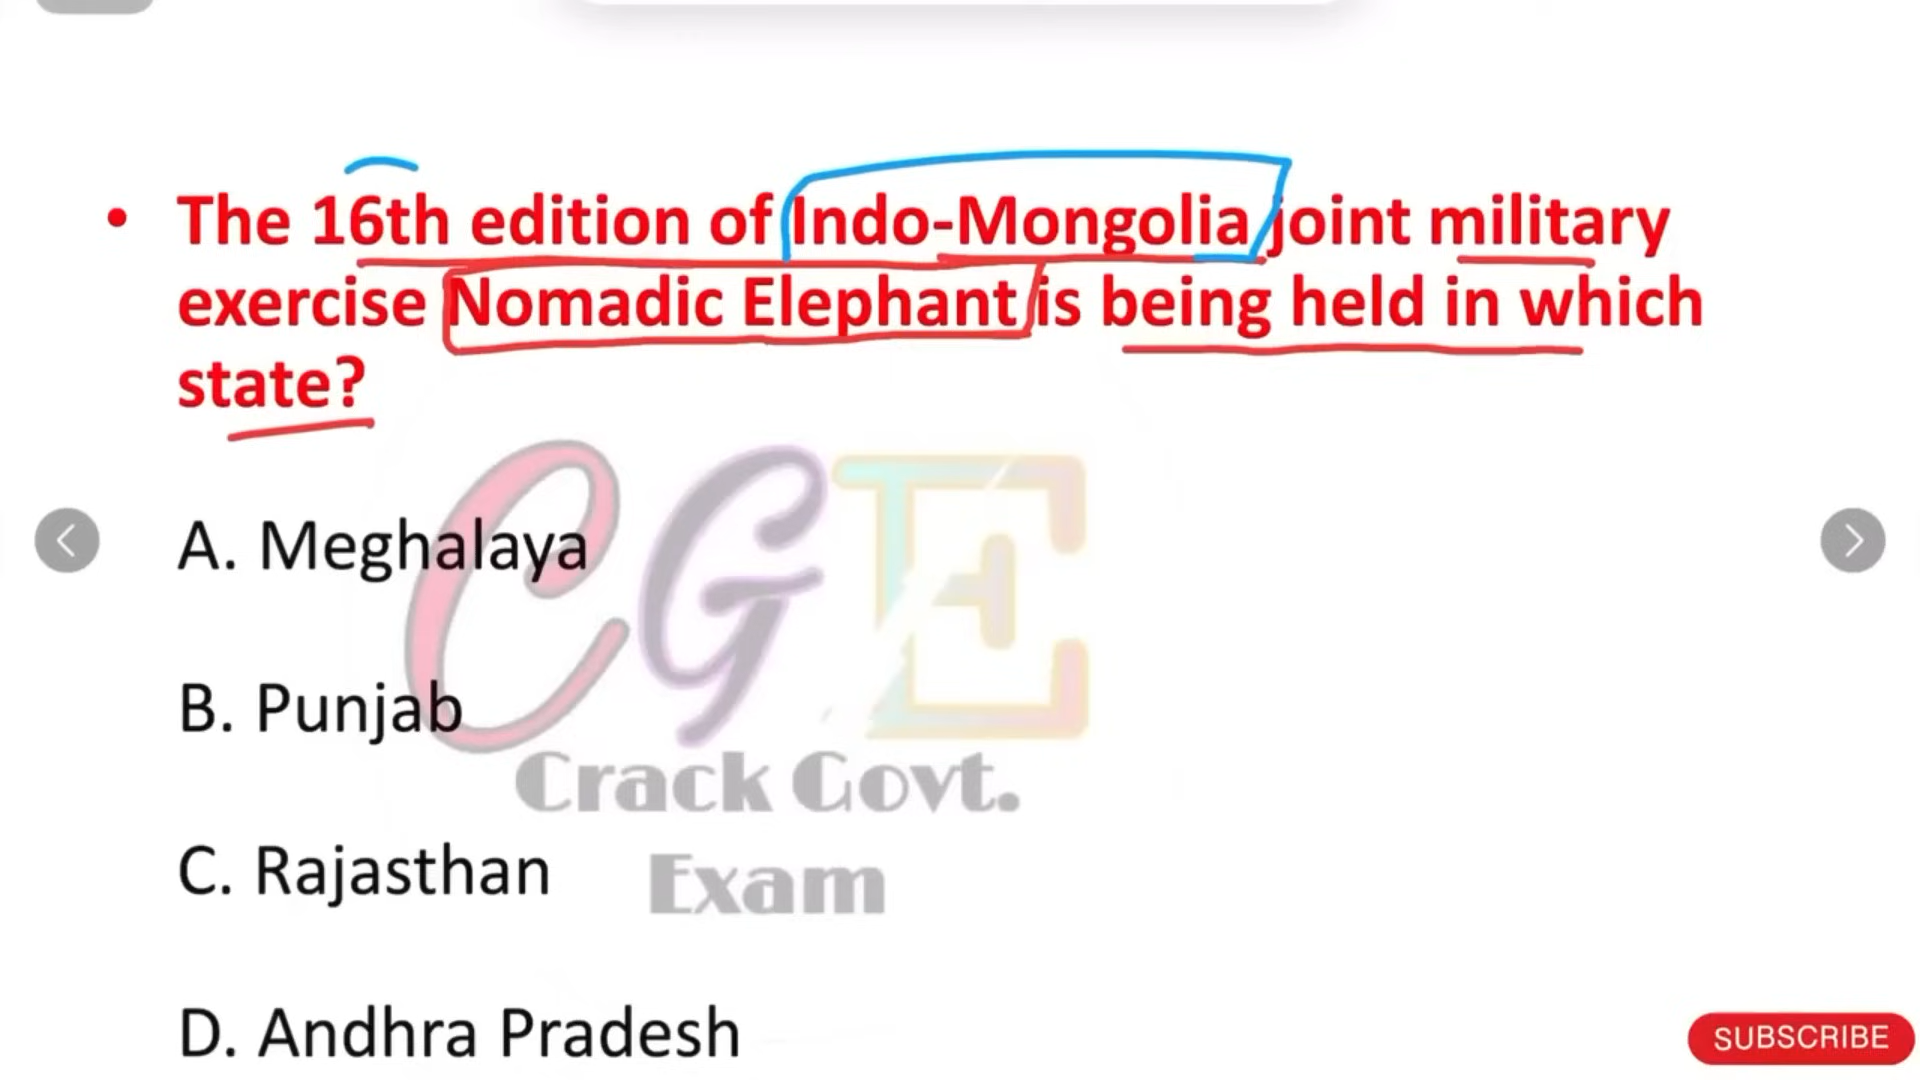 • The 16th edition of Indo-Mongolia joint military
exercise Nomadic Elephant is being held in which
state?
A. Meghalaya
B. Punjab
C. Rajasthan
D. Andhra Pradesh
CGE
Crack Govt.
Exam
SUBSCRIBE